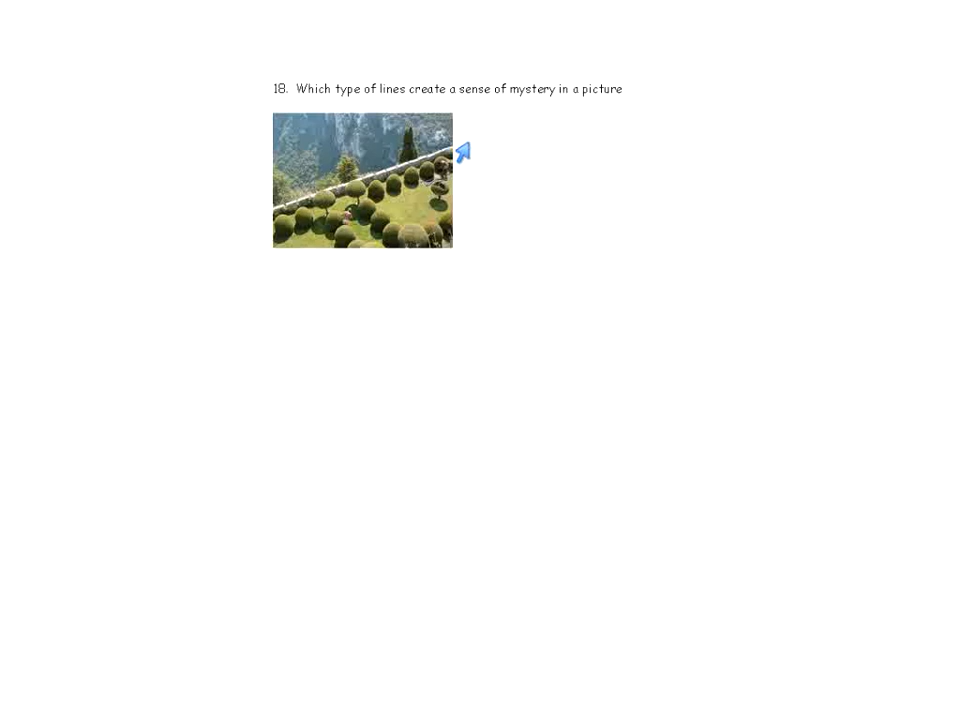 18. Which type of lines create a sense of mystery in a picture